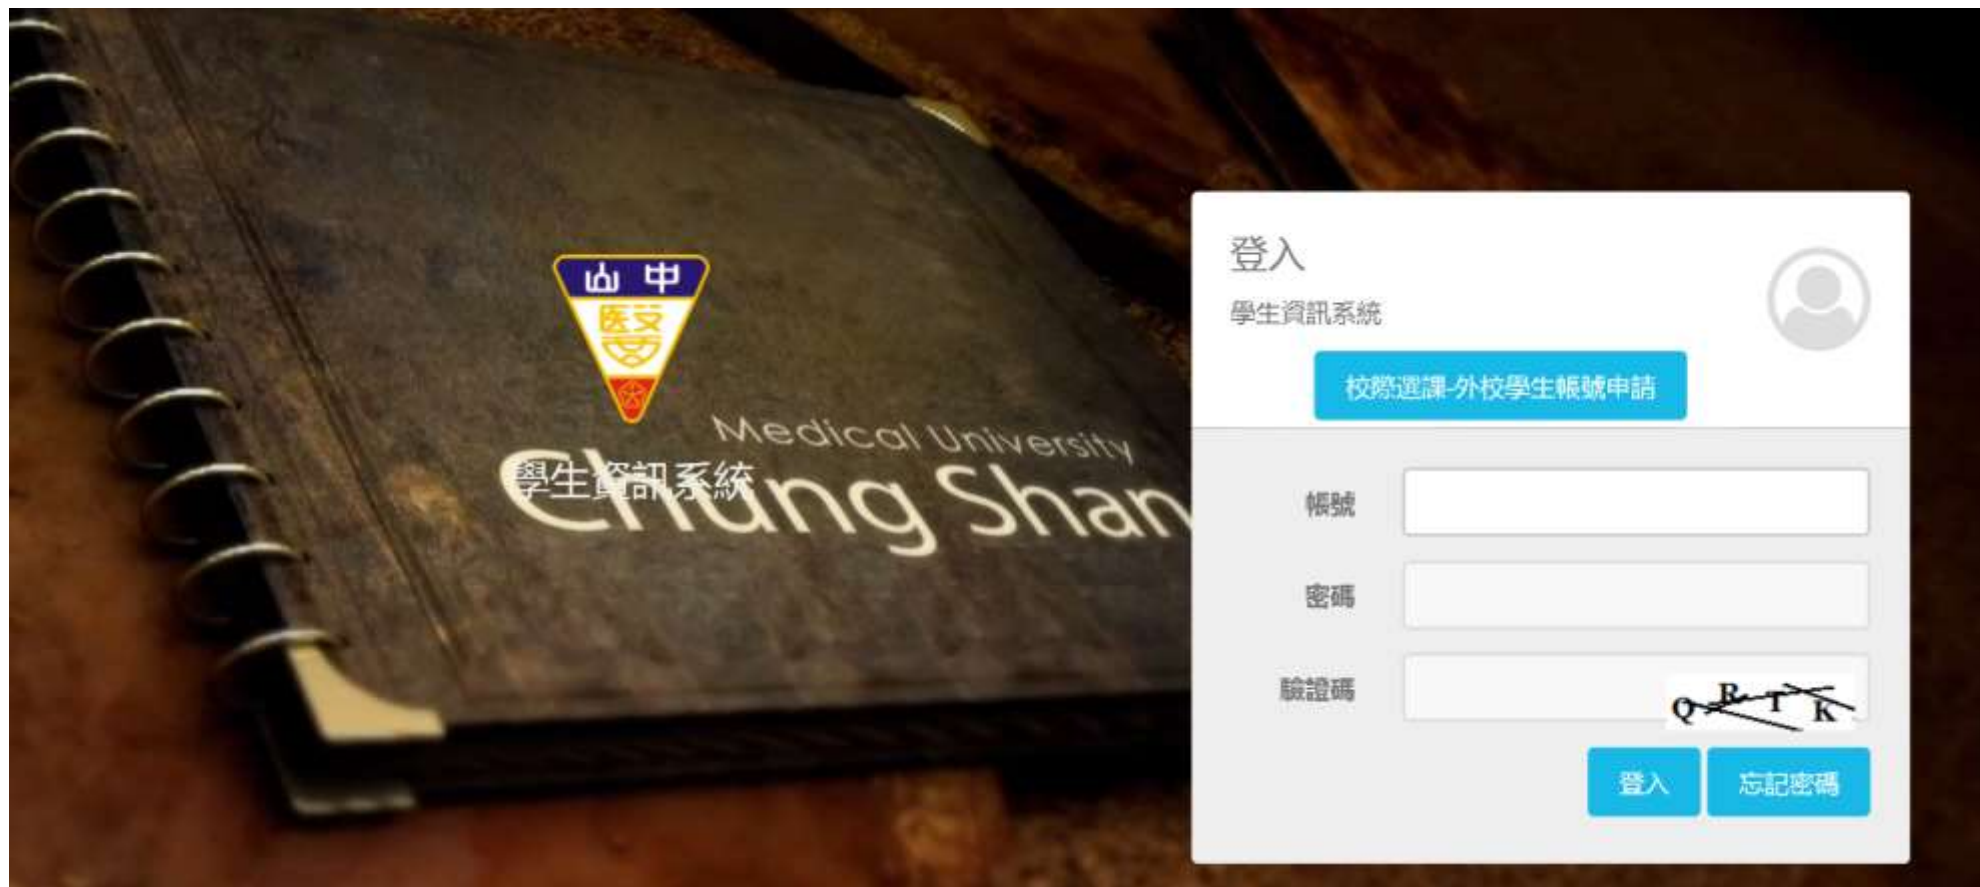 山中
醫
Medical University
Chung Shan
學生資訊系統
登入
學生資訊系統
校際選課-外校學生帳號申請
帳號
密碼
驗證碼
QRTK
登入
忘記密碼